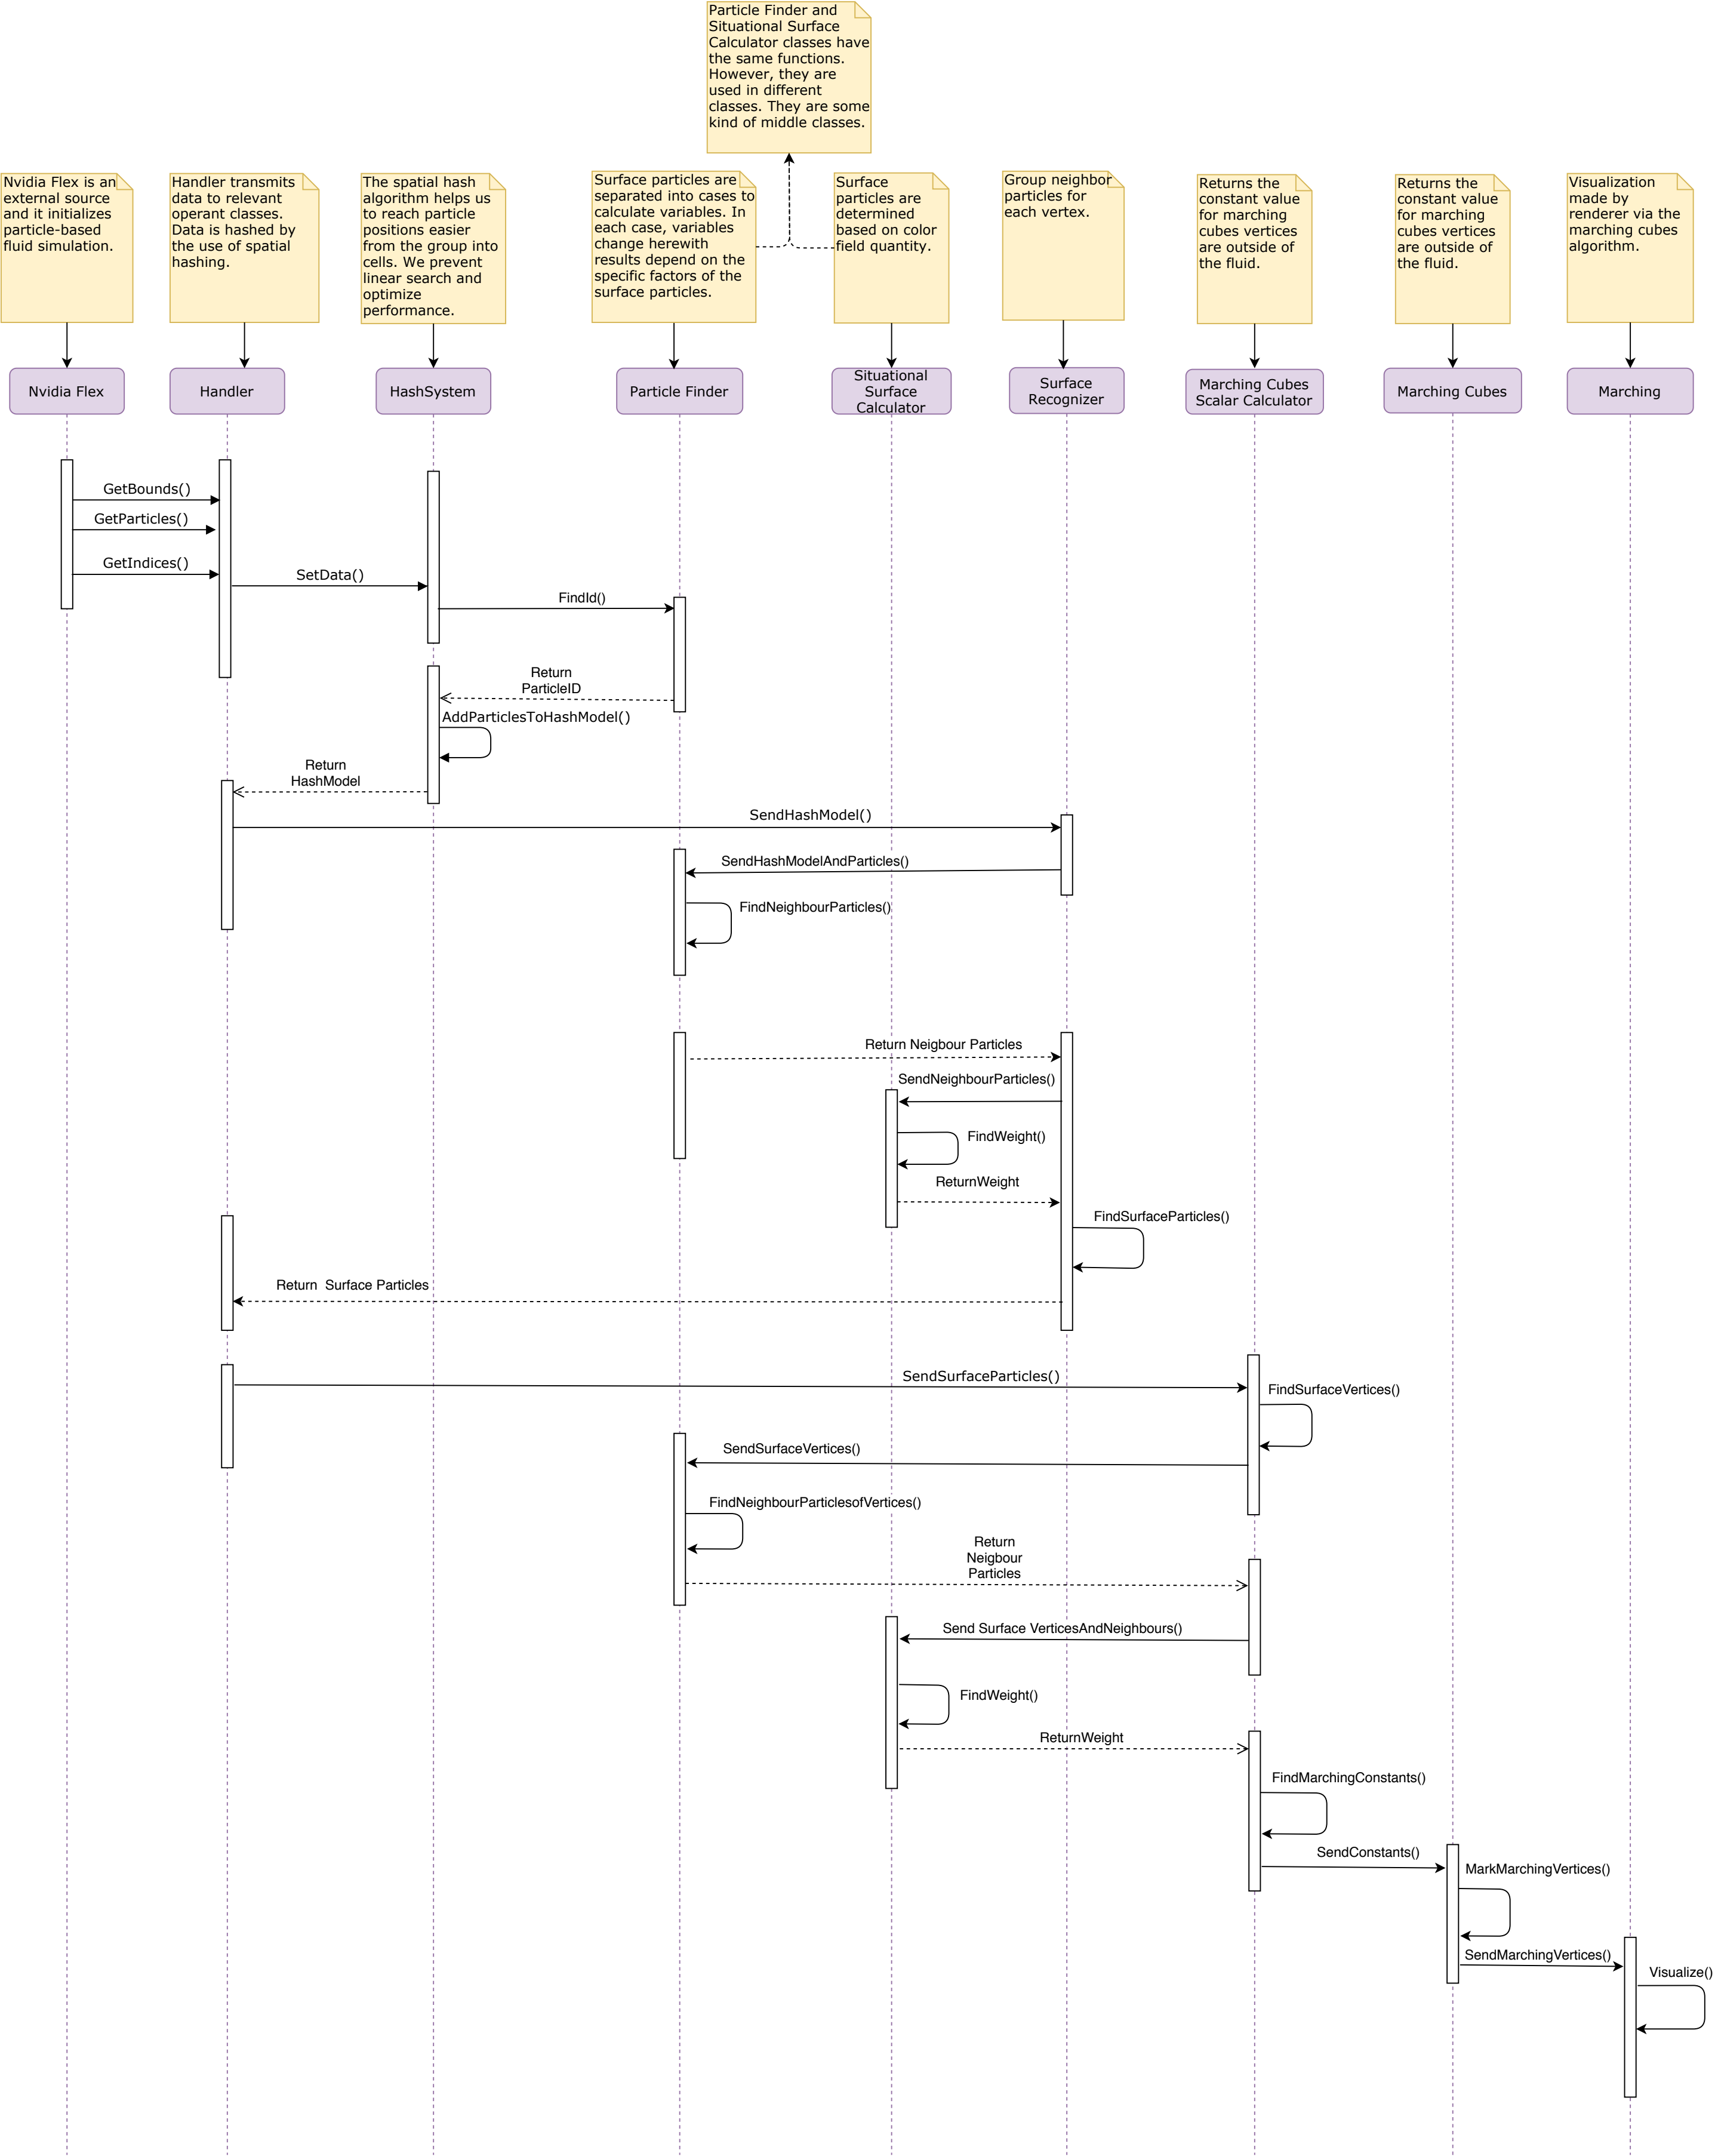 Particle Finder and
Situational Surface
Calculator classes have
the same functions.
However, they are
used in different
classes. They are some
kind of middle classes.
Nvidia Flex is an
external source
and it initializes
particle-based
fluid simulation.
Handler transmits
data to relevant
operant classes.
Data is hashed by
the use of spatial
hashing.
The spatial hash
algorithm helps us
to reach particle
positions easier
from the group into
cells. We prevent
linear search and
optimize
performance.
Surface particles are
separated into cases to
calculate variables. In
each case, variables
change herewith
results depend on the
specific factors of the
surface particles.
Surface
particles are
determined
based on color
field quantity.
Group neighbor
particles for
each vertex.
Returns the
constant value
for marching
cubes vertices
are outside of
the fluid.
Returns the
constant value
for marching
cubes vertices
are outside of
the fluid.
Visualization
made by
renderer via the
marching cubes
algorithm.
Nvidia Flex
Handler
HashSystem
Particle Finder
Situational
Surface
Calculator
Surface
Recognizer
Marching Cubes
Scalar Calculator
Marching Cubes
Marching
GetBounds()
GetParticles()
GetIndices()
SetData()
FindId()
Return
ParticleID
AddParticlesToHashModel()
Return
HashModel
SendHashModel()
SendHashModelAndParticles()
FindNeighbourParticles()
Return Neigbour Particles
SendNeighbourParticles()
FindWeight()
ReturnWeight
FindSurfaceParticles()
Return  Surface Particles
SendSurfaceParticles()
FindSurfaceVertices()
SendSurfaceVertices()
FindNeighbourParticlesofVertices()
Return
Neigbour
Particles
Send Surface VerticesAndNeighbours()
FindWeight()
ReturnWeight
FindMarchingConstants()
SendConstants()
MarkMarchingVertices()
SendMarchingVertices()
Visualize()